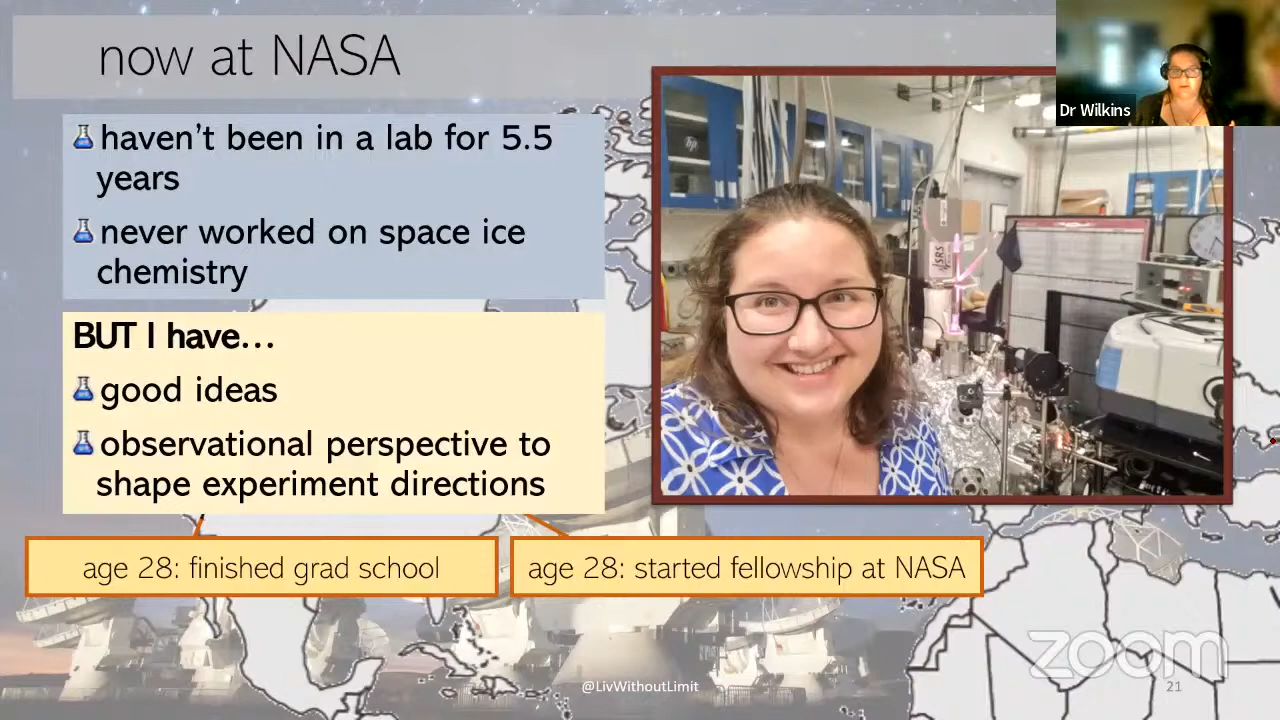 now at NASA
Dr Wilkins
haven't been in a lab for 5.5
years
never worked on space ice
chemistry
BUT I have...
good ideas
observational perspective to
shape experiment directions
SRS
age 28: finished grad school
age 28: started fellowship at NASA
zoom
@LivWithoutLimit
21